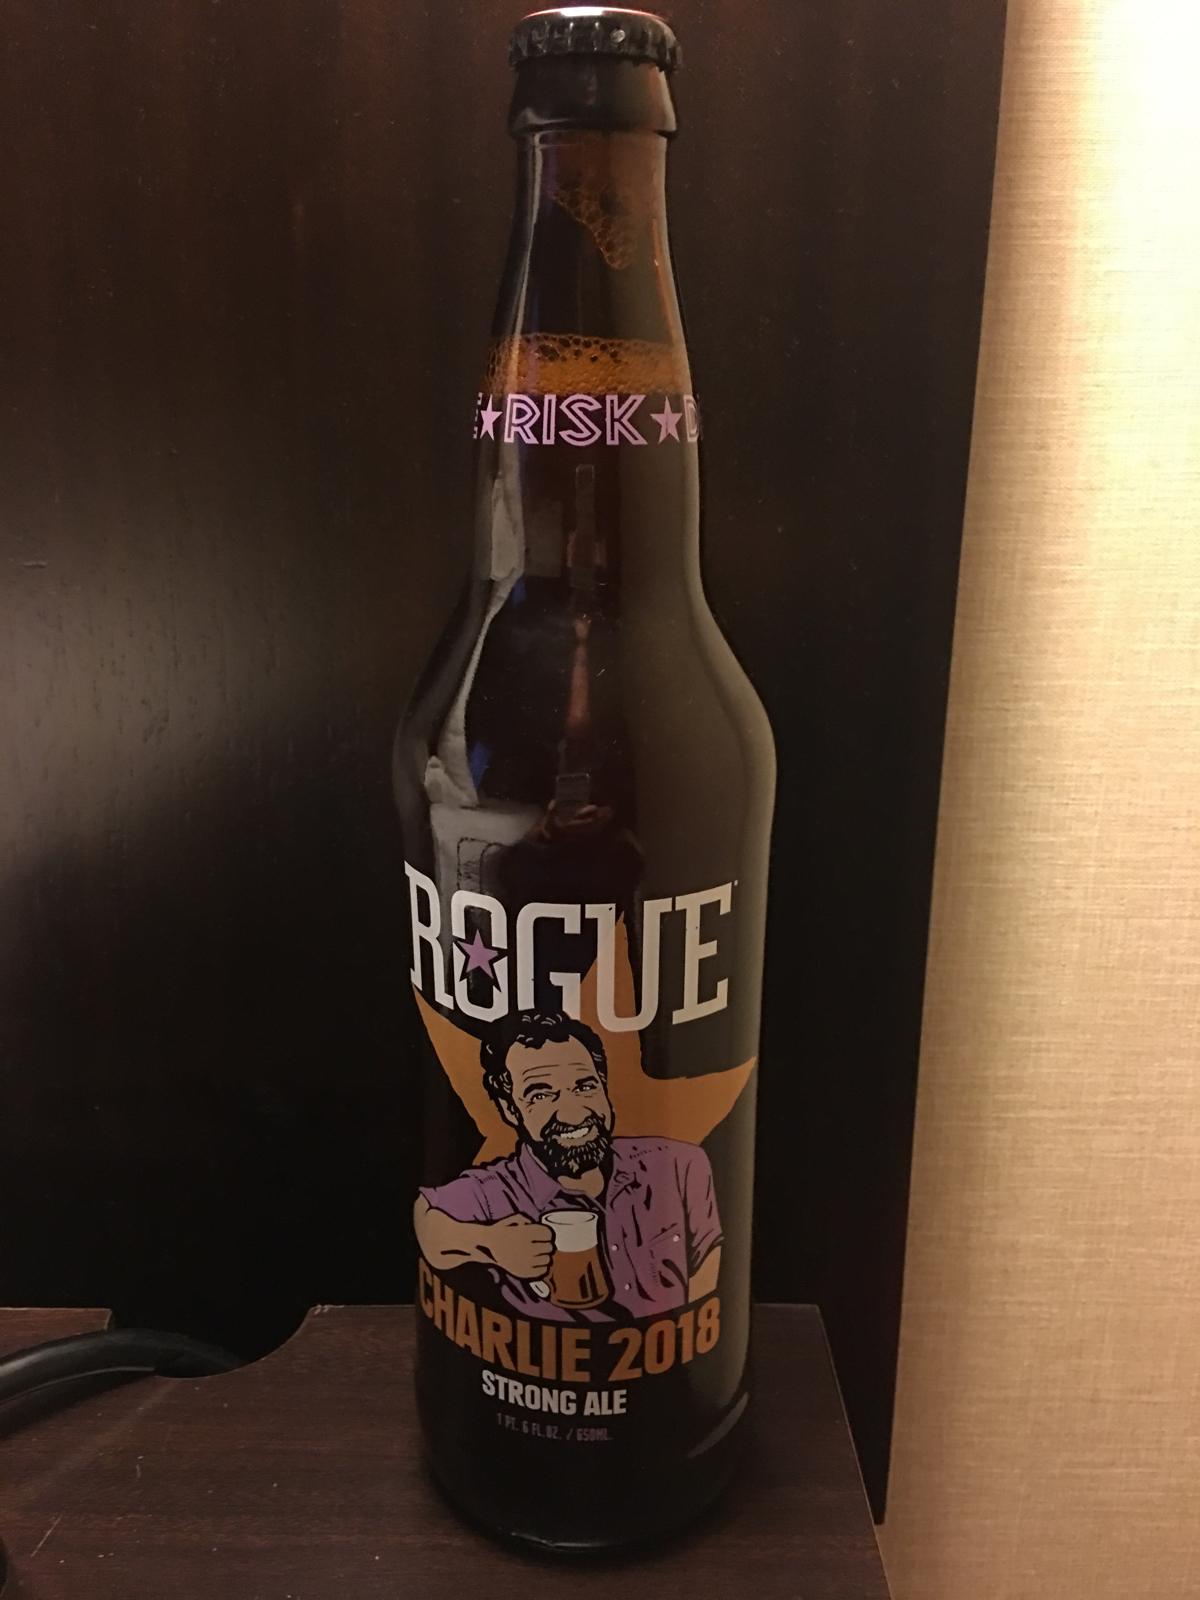 ★RISK★
ROGUE
CHARLIE 2018
STRONG ALE
1 PT. 6 FL.OZ. / 650ML.